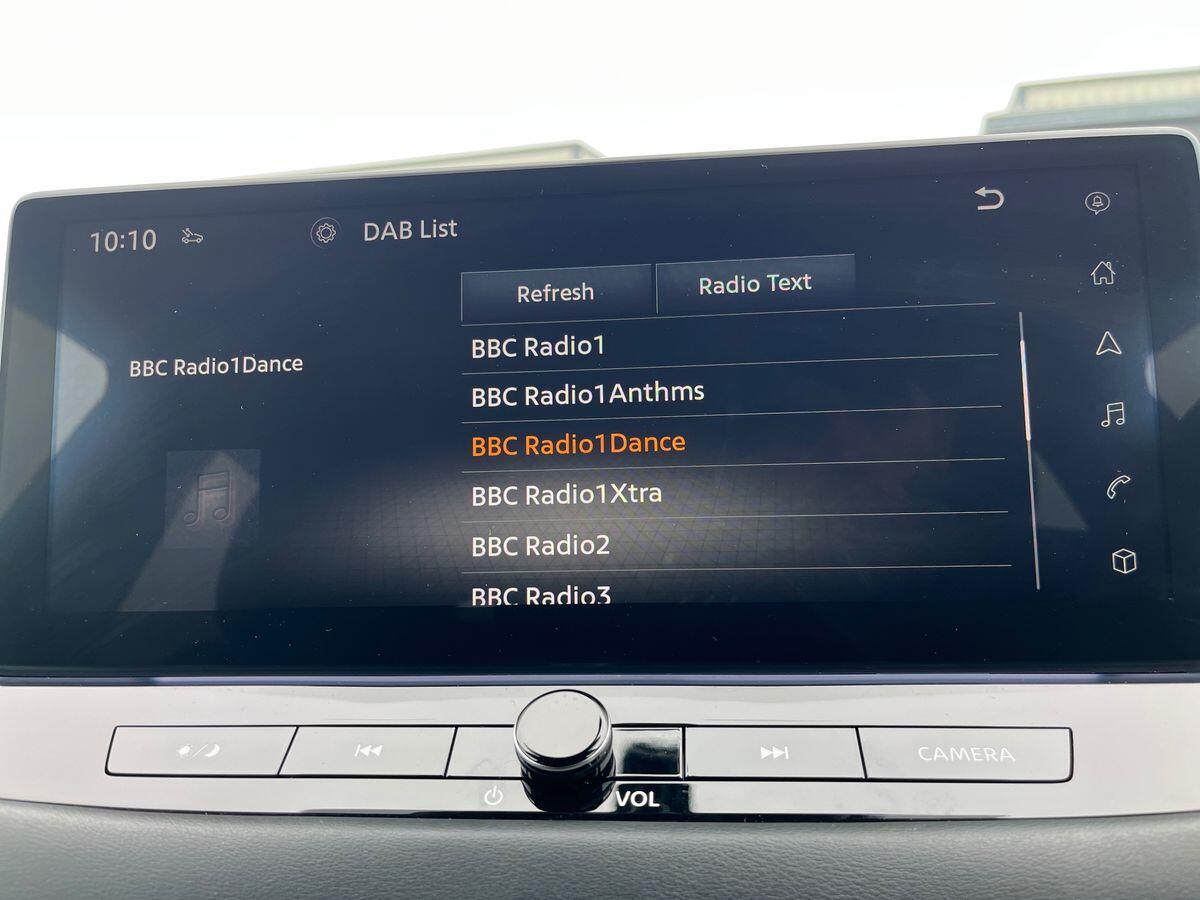 10:10
DAB List
Refresh
Radio Text
BBC Radio1Dance
BBC Radio1
BBC Radio1Anthms
BBC Radio1Dance
BBC Radio1Xtra
BBC Radio2
BBC Radio3
VOL
CAMERA